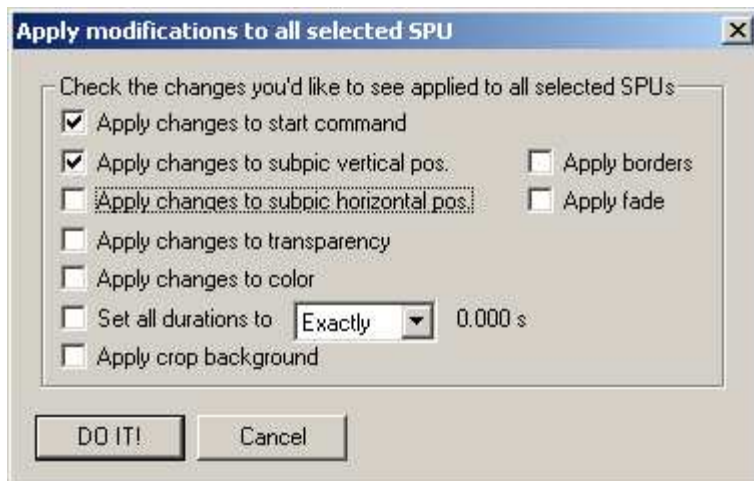 Apply modifications to all selected SPU
Check the changes you'd like to see applied to all selected SPUs
Apply changes to start command
Apply changes to subpic vertical pos. Apply borders
Apply changes to subpic horizontal pos. Apply fade
Apply changes to transparency
Apply changes to color
Set all durations to Exactly 0.000 s
Apply crop background
DO IT! Cancel